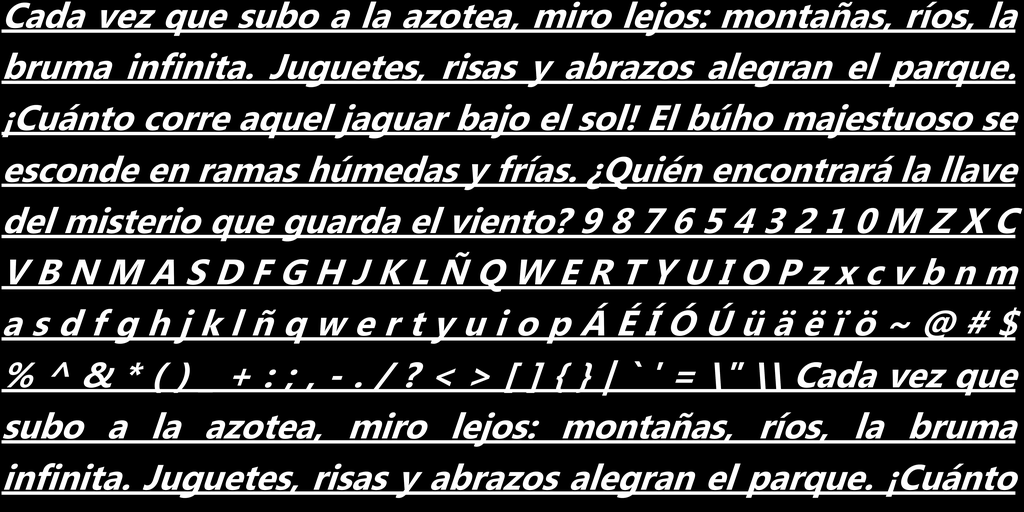 Cada vez que subo a la azotea, miro lejos: montañas, ríos, la
bruma infinita. Juguetes, risas y abrazos alegran el parque.
¡Cuánto corre aquel jaguar bajo el sol! El búho majestuoso se
esconde en ramas húmedas y frías. ¿Quién encontrará la llave
del misterio que guarda el viento? 9 8 7 6 5 4 3 2 1 0 M Z X C
V B N M A S D F G H J K L Ñ Q W E R T Y U I O P z x c v b n m
a s d f g h j k l ñ q w e r t y u i o p Á É Í Ó Ú ü ä ë ï ö ~ @ # $
% ^ & * ( ) _ + : ; , - . / ? < > [ ] { } | ` ' = \" \\ Cada vez que
subo a la azotea, miro lejos: montañas, ríos, la bruma
infinita. Juguetes, risas y abrazos alegran el parque. ¡Cuánto